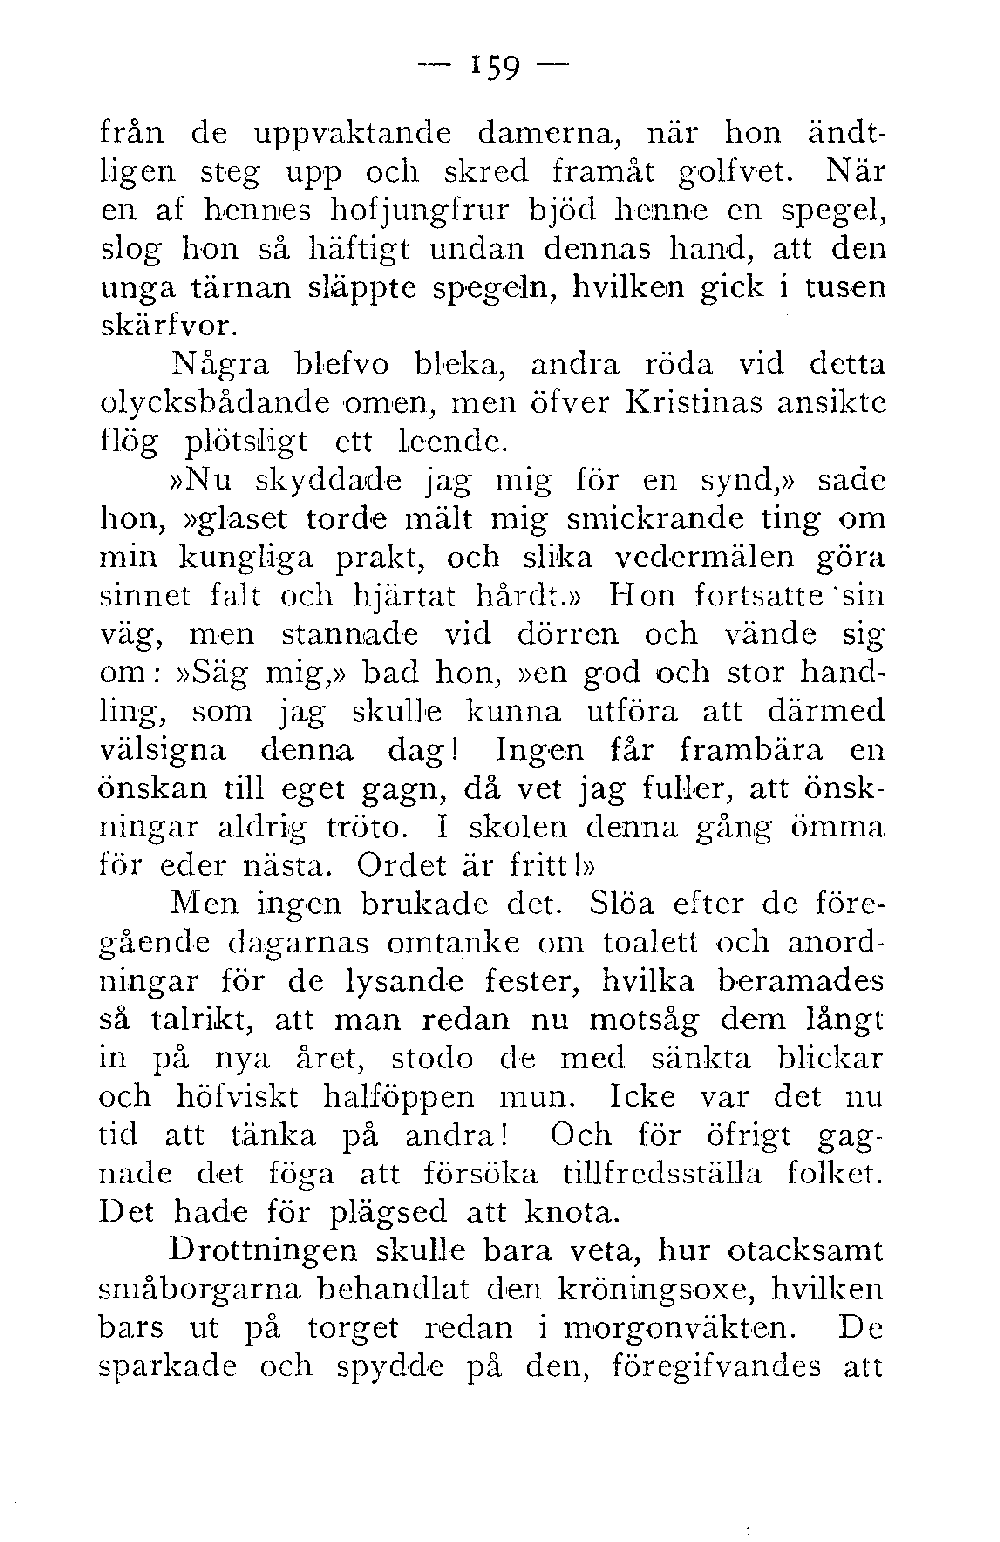 — 159 —
från de uppvaktande damerna, när hon ändt-
ligen steg upp och skred framåt golfvet. När
en af hennes hofjungfrur bjöd henne en spegel,
slog hon så häftigt undan dennas hand, att den
unga tärnan släppte spegeln, hvilken gick i tusen
skärfvor.
Några blefvo bleka, andra röda vid detta
olycksbådande omen, men öfver Kristinas ansikte
flög plötsligt ett leende.
»Nu skyddade jag mig för en synd,» sade
hon, »glaset torde mält mig smickrande ting om
min kungliga prakt, och slika vedermälen göra
sinnet falt och hjärtat hårdt.» Hon fortsatte sin
väg, men stannade vid dörren och vände sig
om: »Säg mig,» bad hon, »en god och stor hand-
ling, som jag skulle kunna utföra att därmed
välsigna denna dag! Ingen får frambära en
önskan till eget gagn, då vet jag fuller, att önsk-
ningar aldrig tröto. I skolen denna gång ömma
för eder nästa. Ordet är fritt!»
Men ingen brukade det. Slöa efter de före-
gående dagarnas omtanke om toalett och anord-
ningar för de lysande fester, hvilka beramades
så talrikt, att man redan nu motsåg dem långt
in på nya året, stodo de med sänkta blickar
och höfviskt halföppen mun. Icke var det nu
tid att tänka på andra! Och för öfrigt gag-
nade det föga att försöka tillfredsställa folket.
Det hade för plägsed att knota.
Drottningen skulle bara veta, hur otacksamt
småborgarna behandlat den kröningsoxe, hvilken
bars ut på torget redan i morgonväkten. De
sparkade och spydde på den, föregifvandes att